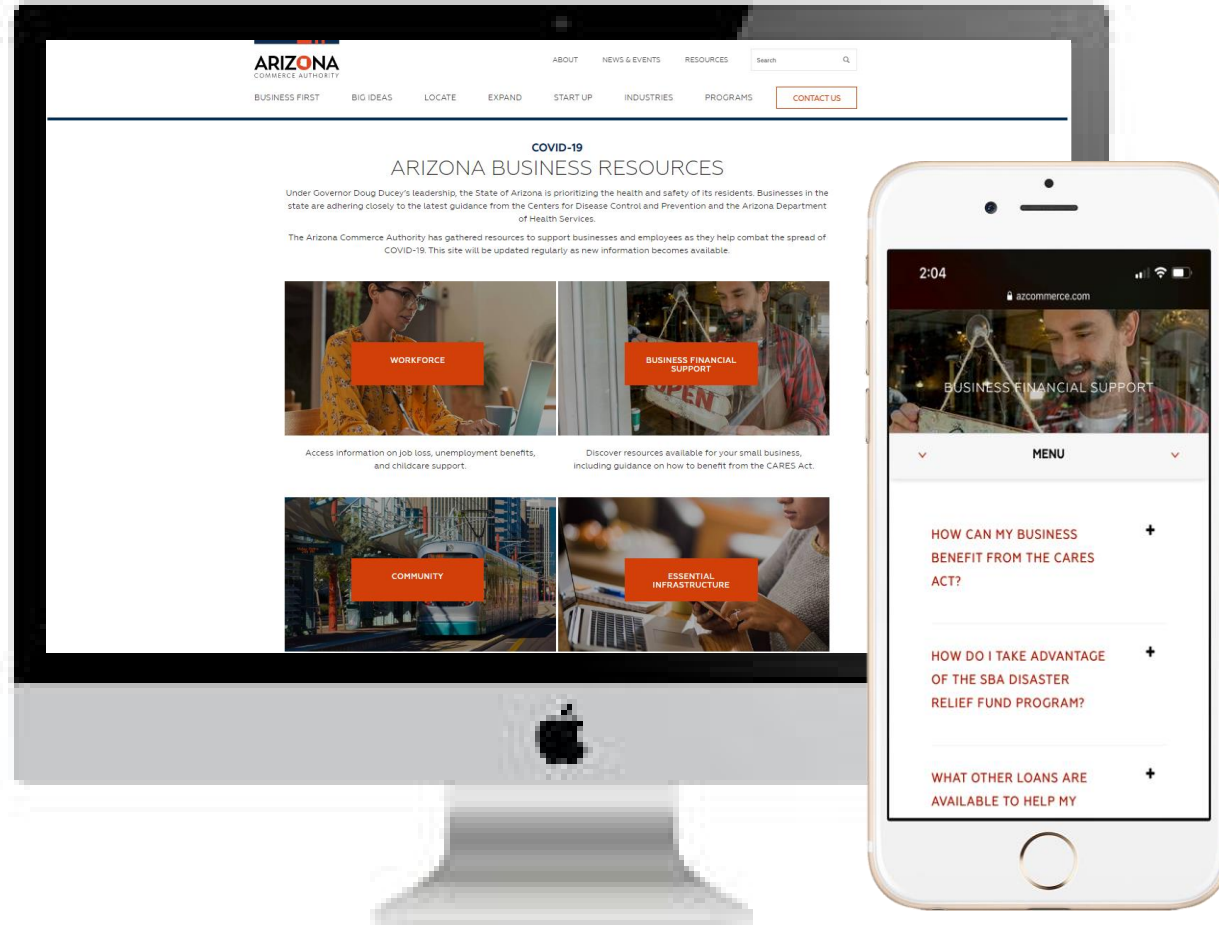 ARIZONA
COMMERCE AUTHORITY
ABOUT NEWS & EVENTS RESOURCES Search
BUSINESS FIRST BIG IDEAS LOCATE EXPAND START UP INDUSTRIES PROGRAMS CONTACT US
COVID-19
ARIZONA BUSINESS RESOURCES
Under Governor Doug Ducey's leadership, the State of Arizona is prioritizing the health and safety of its residents. Businesses in the
state are adhering closely to the latest guidance from the Centers for Disease Control and Prevention and the Arizona Department
of Health Services.
The Arizona Commerce Authority has gathered resources to support businesses and employees as they help combat the spread of
COVID-19. This site will be updated regularly as new information becomes available.
WORKFORCE
BUSINESS FINANCIAL
SUPPORT
OPEN
Access information on job loss, unemployment benefits,
and childcare support.
Discover resources available for your small business,
including guidance on how to benefit from the CARES Act.
COMMUNITY
ESSENTIAL
INFRASTRUCTURE
2:04
azcommerce.com
BUSINESS FINANCIAL SUPPORT
MENU
HOW CAN MY BUSINESS
BENEFIT FROM THE CARES
ACT?
HOW DO I TAKE ADVANTAGE
OF THE SBA DISASTER
RELIEF FUND PROGRAM?
WHAT OTHER LOANS ARE
AVAILABLE TO HELP MY